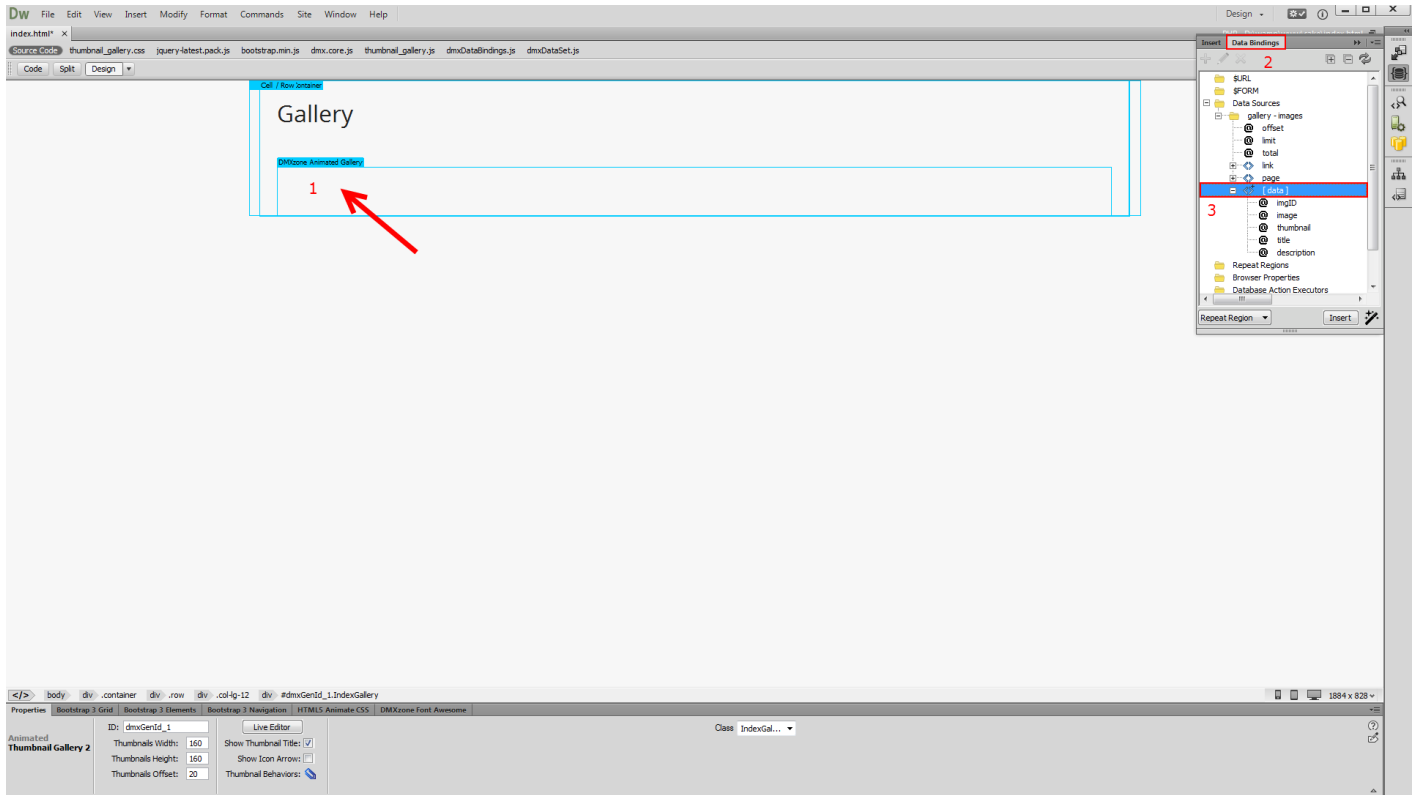 Dw File Edit View Insert Modify Format Commands Site Window Help Design
index.html* ×
Source Code thumbnail_gallery.css jquery-latest.pack.js bootstrap.min.js dmx.core.js thumbnail_gallery.js dmxDataBindings.js dmxDataSet.js
Code Split Design
Cell / Row
Gallery
DMXzone Animated Gallery
1
Insert Data Bindings
2
$URL
$FORM
Data Sources
gallery - images
offset
limit
total
link
page
[ data ]
3
imgID
image
thumbnail
title
description
Repeat Regions
Browser Properties
Database Action Executors
Repeat Region Insert
</> body div .container div .row div .col-lg-12 div #dmxGenId_1.IndexGallery 1884 x 828
Properties Bootstrap 3 Grid Bootstrap 3 Elements Bootstrap 3 Navigation HTML5 Animate CSS DMXzone Font Awesome
Animated
Thumbnail Gallery 2
ID: dmxGenId_1 Live Editor Class IndexGal...
Thumbnails Width: 160 Show Thumbnail Title:
Thumbnails Height: 160 Show Icon Arrow:
Thumbnails Offset: 20 Thumbnail Behaviors: